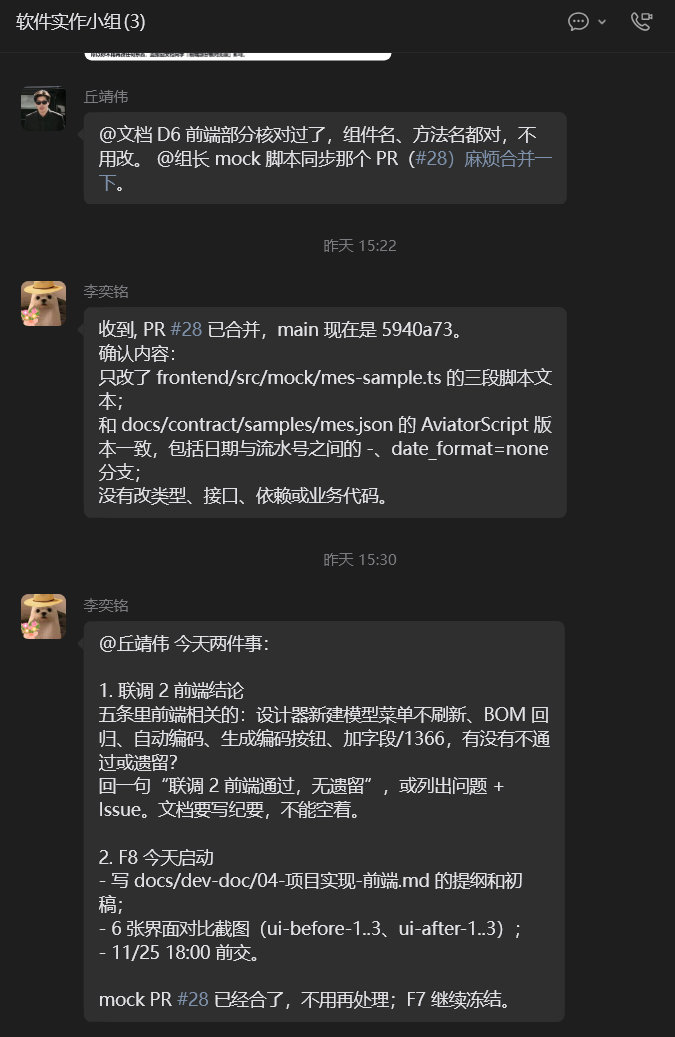 软件实作小组(3)
丘靖伟
@文档 D6 前端部分核对过了，组件名、方法名都对，不
用改。 @组长 mock 脚本同步那个 PR（#28）麻烦合并一
下。
昨天 15:22
李奕铭
收到, PR #28 已合并，main 现在是 5940a73。
确认内容：
只改了 frontend/src/mock/mes-sample.ts 的三段脚本文
本；
和 docs/contract/samples/mes.json 的 AviatorScript 版
本一致，包括日期与流水号之间的 -、date_format=none
分支；
没有改类型、接口、依赖或业务代码。
昨天 15:30
李奕铭
@丘靖伟 今天两件事：
1. 联调 2 前端结论
五条里前端相关的：设计器新建模型菜单不刷新、BOM 回
归、自动编码、生成编码按钮、加字段/1366，有没有不通
过或遗留？
回一句“联调 2 前端通过，无遗留”，或列出问题 +
Issue。文档要写纪要，不能空着。
2. F8 今天启动
- 写 docs/dev-doc/04-项目实现-前端.md 的提纲和初
稿；
- 6 张界面对比截图（ui-before-1..3、ui-after-1..3）；
- 11/25 18:00 前交。
mock PR #28 已经合了，不用再处理；F7 继续冻结。